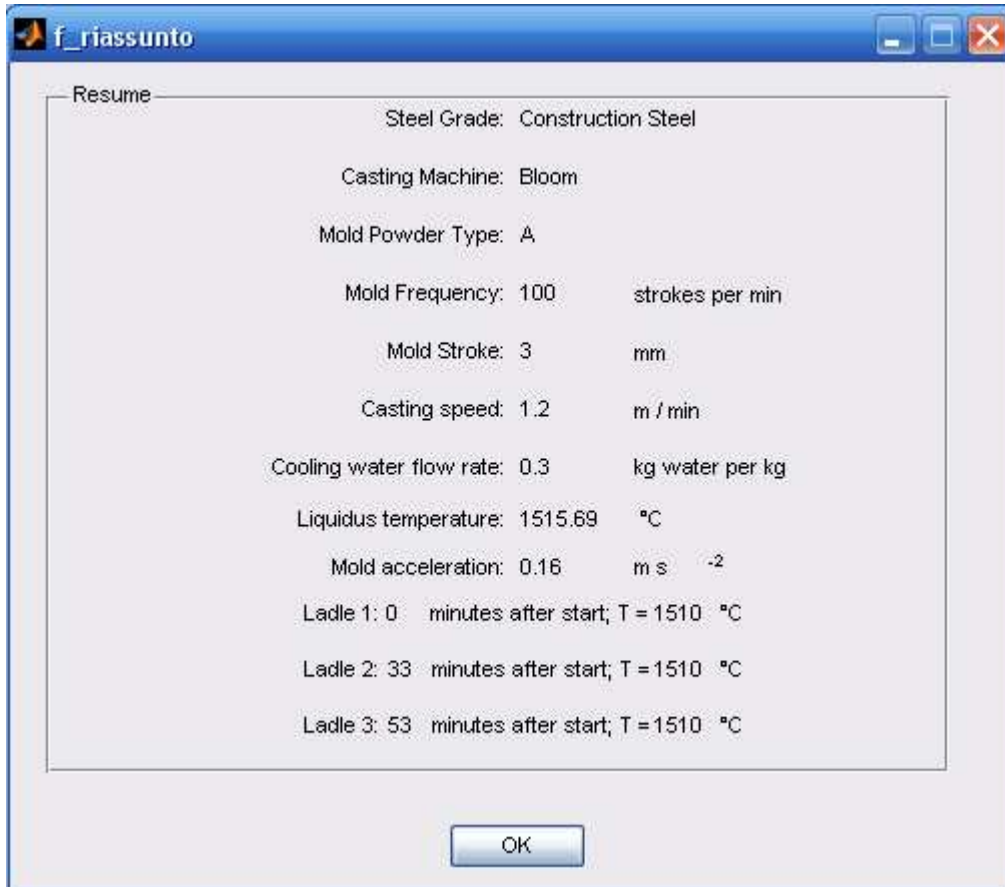 f_riassunto
Resume
Steel Grade: Construction Steel
Casting Machine: Bloom
Mold Powder Type: A
Mold Frequency: 100 strokes per min
Mold Stroke: 3 mm
Casting speed: 1.2 m / min
Cooling water flow rate: 0.3 kg water per kg
Liquidus temperature: 1515.69 °C
Mold acceleration: 0.16 m s -2
Ladle 1: 0 minutes after start; T = 1510 °C
Ladle 2: 33 minutes after start; T = 1510 °C
Ladle 3: 53 minutes after start; T = 1510 °C
OK